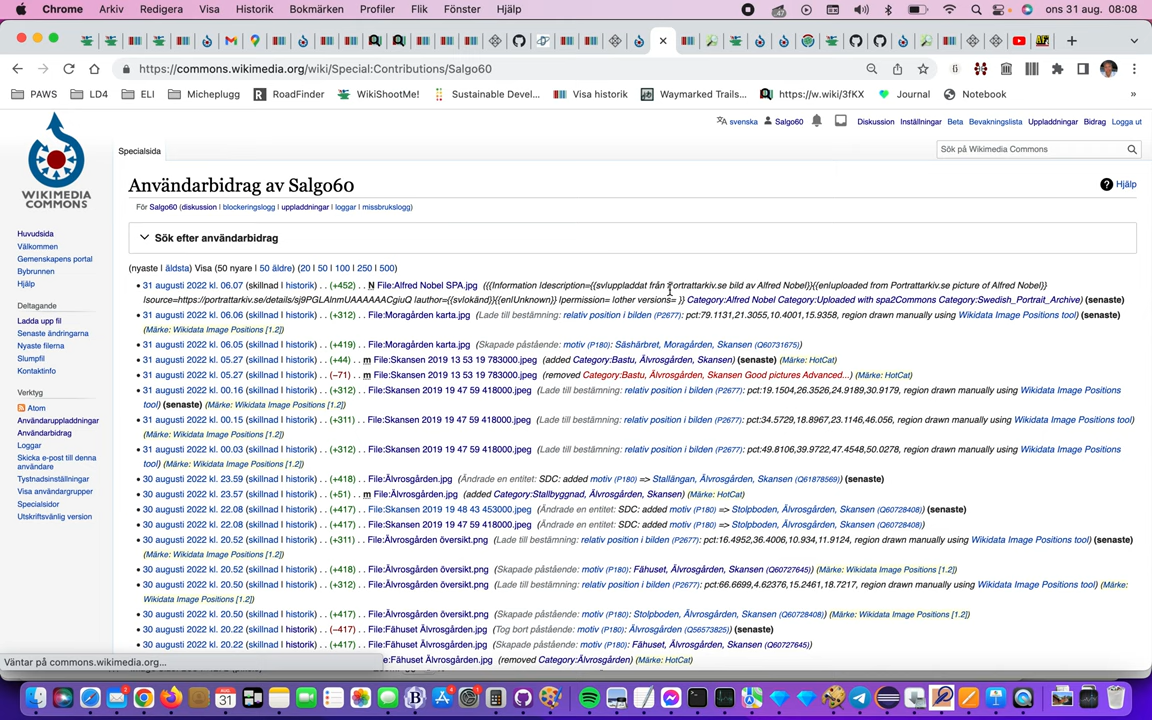 Chrome Arkiv Redigera Visa Historik Bokmärken Profiler Flik Fönster Hjälp ons 31 aug. 08:08
https://commons.wikimedia.org/wiki/Special:Contributions/Salgo60
PAWS LD4 ELI Micheplugg RoadFinder WikiShootMe! Sustainable Devel... Visa historik Waymarked Trails... https://w.wiki/3fKX Journal Notebook »
svenska Salgo60 Diskussion Inställningar Beta Bevakningslista Uppladdningar Bidrag Logga ut
Specialsida
Sök på Wikimedia Commons
WIKIMEDIA
COMMONS
Användarbidrag av Salgo60
Hjälp
För Salgo60 (diskussion | blockeringslogg | uppladdningar | loggar | missbrukslogg)
Sök efter användarbidrag
(nyaste | äldsta) Visa (50 nyare | 50 äldre) (20 | 50 | 100 | 250 | 500)
Huvudsida
Välkommen
Gemenskapens portal
Bybrunnen
Hjälp
Deltagande
Ladda upp fil
Senaste ändringarna
Nyaste filerna
Slumpfil
Kontaktinfo
Verktyg
Atom
Användaruppladdningar
Användarbidrag
Loggar
Skicka e-post till denna
användare
Tystnadsinställningar
Visa användargrupper
Specialsidor
Utskriftsvänlig version
• 31 augusti 2022 kl. 06.07 (skillnad | historik) . . (+452) . . N File:Alfred Nobel SPA.jpg ({{Information |description={{sv|uppladdat från Portrattarkiv.se bild av Alfred Nobel}}{{en|uploaded from Portrattarkiv.se picture of Alfred Nobel}}
|source=https://portrattarkiv.se/details/sj9PGLAlnmUAAAAAACgiuQ |author={{svlokänd}}{{en|Unknown}} |permission= |other versions= }} Category:Alfred Nobel Category:Uploaded with spa2Commons Category:Swedish_Portrait_Archive) (senaste)
• 31 augusti 2022 kl. 06.06 (skillnad | historik) . . (+312) . . File:Moragården karta.jpg (Lade till bestämning: relativ position i bilden (P2677): pct:79.1131,21.3055,10.4001,15.9358, region drawn manually using Wikidata Image Positions tool) (senaste)
(Märke: Wikidata Image Positions [1.2])
• 31 augusti 2022 kl. 06.05 (skillnad | historik) . . (+419) . . File:Moragården karta.jpg (Skapade påstående: motiv (P180): Säshärbret, Moragården, Skansen (Q60731675))
• 31 augusti 2022 kl. 05.27 (skillnad | historik) . . (+44) . . m File:Skansen 2019 13 53 19 783000.jpeg (added Category:Bastu, Älvrosgården, Skansen) (senaste) (Märke: HotCat)
• 31 augusti 2022 kl. 05.27 (skillnad | historik) . . (−71) . . m File:Skansen 2019 13 53 19 783000.jpeg (removed Category:Bastu, Älvrosgården, Skansen Good pictures Advanced...) (Märke: HotCat)
• 31 augusti 2022 kl. 00.16 (skillnad | historik) . . (+312) . . File:Skansen 2019 19 47 59 418000.jpeg (Lade till bestämning: relativ position i bilden (P2677): pct:19.1504,26.3526,24.9189,30.9179, region drawn manually using Wikidata Image Positions
tool) (senaste) (Märke: Wikidata Image Positions [1.2])
• 31 augusti 2022 kl. 00.15 (skillnad | historik) . . (+311) . . File:Skansen 2019 19 47 59 418000.jpeg (Lade till bestämning: relativ position i bilden (P2677): pct:34.5729,18.8967,23.1146,46.056, region drawn manually using Wikidata Image Positions tool)
(Märke: Wikidata Image Positions [1.2])
• 31 augusti 2022 kl. 00.03 (skillnad | historik) . . (+312) . . File:Skansen 2019 19 47 59 418000.jpeg (Lade till bestämning: relativ position i bilden (P2677): pct:49.8106,39.9722,47.4548,50.0278, region drawn manually using Wikidata Image Positions
tool) (Märke: Wikidata Image Positions [1.2])
• 30 augusti 2022 kl. 23.59 (skillnad | historik) . . (+418) . . File:Älvrosgården.jpg (Ändrade en entitet: SDC: added motiv (P180) => Stallängan, Älvrosgården, Skansen (Q61878569)) (senaste)
• 30 augusti 2022 kl. 23.57 (skillnad | historik) . . (+51) . . m File:Älvrosgården.jpg (added Category:Stallbyggnad, Älvrosgården, Skansen) (Märke: HotCat)
• 30 augusti 2022 kl. 22.08 (skillnad | historik) . . (+417) . . File:Skansen 2019 19 48 43 453000.jpeg (Ändrade en entitet: SDC: added motiv (P180) => Stolpboden, Älvrosgården, Skansen (Q60728408)) (senaste)
• 30 augusti 2022 kl. 22.08 (skillnad | historik) . . (+417) . . File:Skansen 2019 19 47 59 418000.jpeg (Ändrade en entitet: SDC: added motiv (P180) => Stolpboden, Älvrosgården, Skansen (Q60728408))
• 30 augusti 2022 kl. 20.52 (skillnad | historik) . . (+311) . . File:Älvrosgården översikt.png (Lade till bestämning: relativ position i bilden (P2677): pct:16.4952,36.4006,10.934,11.9124, region drawn manually using Wikidata Image Positions tool) (senaste)
(Märke: Wikidata Image Positions [1.2])
• 30 augusti 2022 kl. 20.52 (skillnad | historik) . . (+418) . . File:Älvrosgården översikt.png (Skapade påstående: motiv (P180): Fähuset, Älvrosgården, Skansen (Q60727645)) (Märke: Wikidata Image Positions [1.2])
• 30 augusti 2022 kl. 20.50 (skillnad | historik) . . (+312) . . File:Älvrosgården översikt.png (Lade till bestämning: relativ position i bilden (P2677): pct:66.6699,4.62376,15.2461,18.7217, region drawn manually using Wikidata Image Positions tool) (Märke:
Wikidata Image Positions [1.2])
• 30 augusti 2022 kl. 20.50 (skillnad | historik) . . (+417) . . File:Älvrosgården översikt.png (Skapade påstående: motiv (P180): Stolpboden, Älvrosgården, Skansen (Q60728408)) (Märke: Wikidata Image Positions [1.2])
• 30 augusti 2022 kl. 20.22 (skillnad | historik) . . (−417) . . File:Fähuset Älvrosgården.jpg (Tog bort påstående: motiv (P180): Älvrosgården (Q56573825)) (senaste)
• 30 augusti 2022 kl. 20.22 (skillnad | historik) . . (+417) . . File:Fähuset Älvrosgården.jpg (Skapade påstående: motiv (P180): Fähuset, Älvrosgården, Skansen (Q60727645))
e:Fähuset Älvrosgården.jpg (removed Category:Älvrosgården) (Märke: HotCat)
Väntar på commons.wikimedia.org...